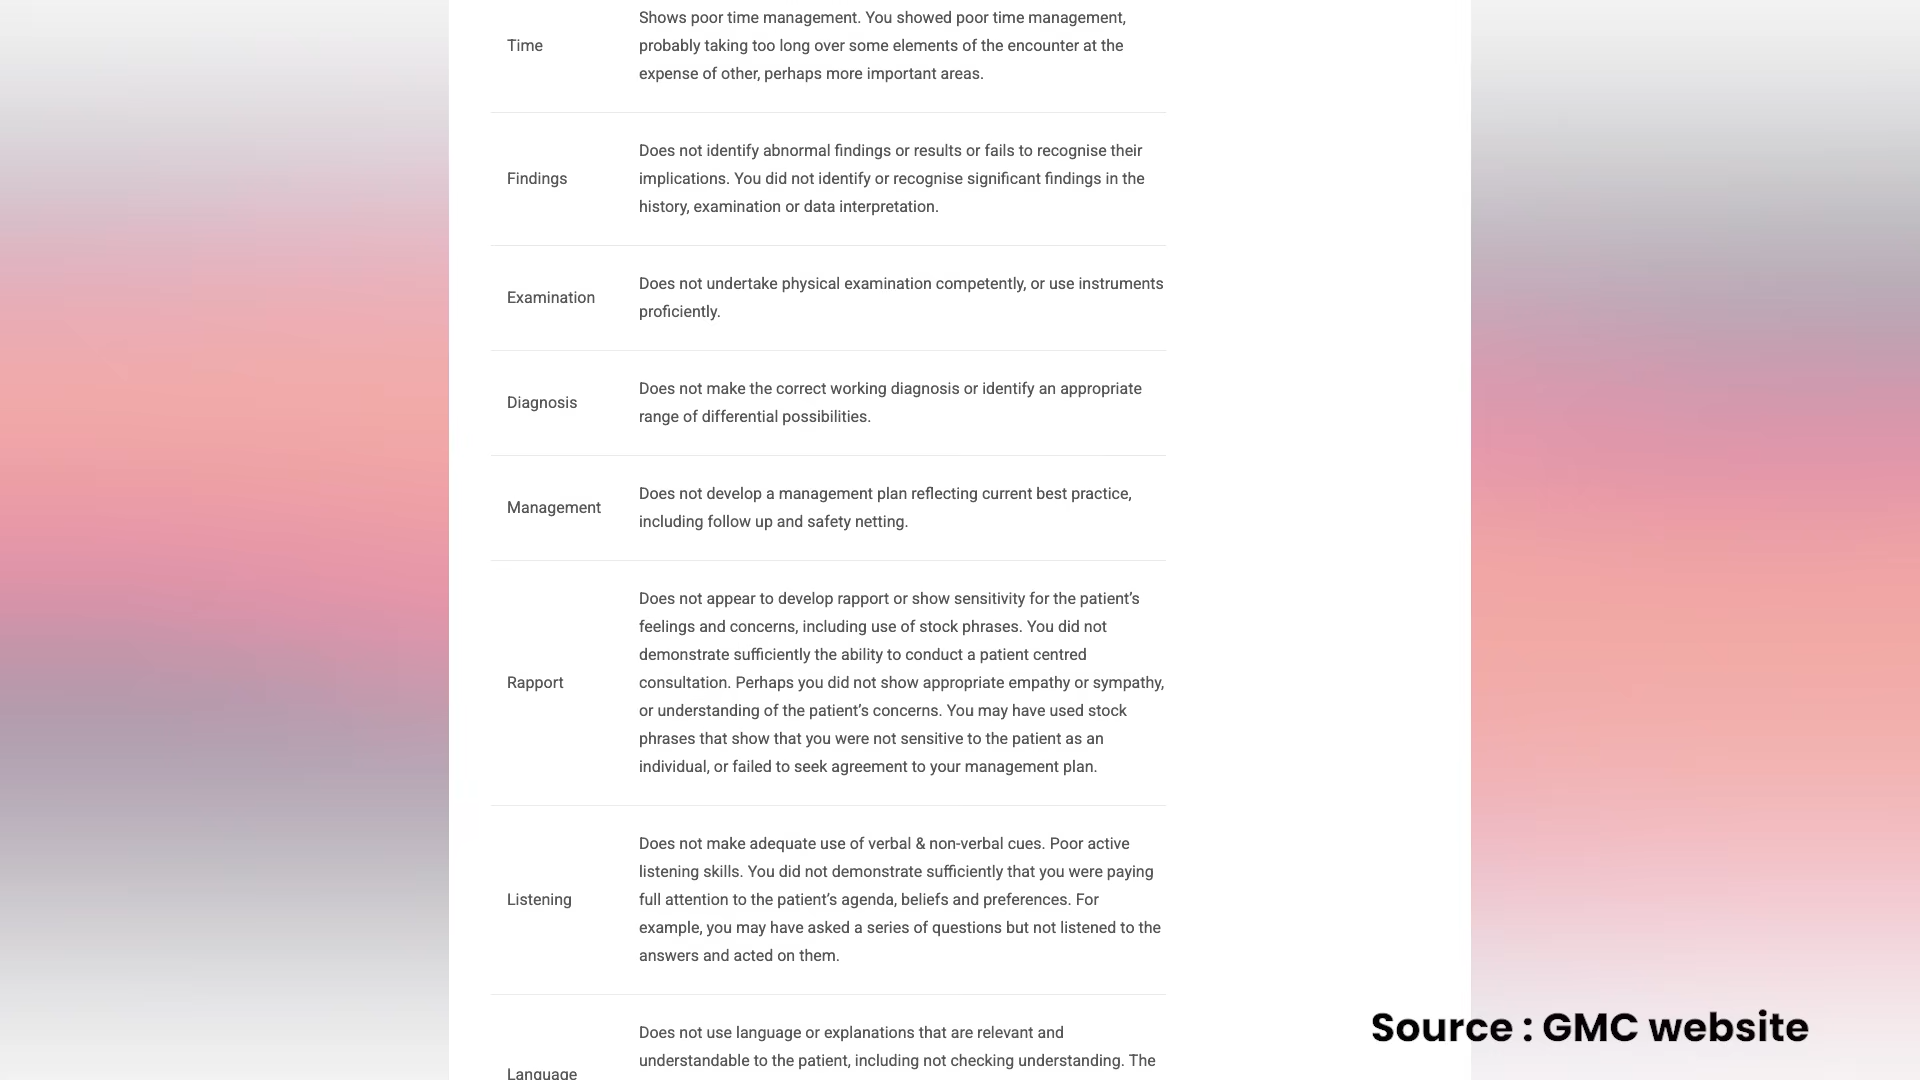 Shows poor time management. You showed poor time management,
Time
probably taking too long over some elements of the encounter at the
expense of other, perhaps more important areas.
Does not identify abnormal findings or results or fails to recognise their
Findings
implications. You did not identify or recognise significant findings in the
history, examination or data interpretation.
Examination
Does not undertake physical examination competently, or use instruments
proficiently.
Diagnosis
Does not make the correct working diagnosis or identify an appropriate
range of differential possibilities.
Management
Does not develop a management plan reflecting current best practice,
including follow up and safety netting.
Does not appear to develop rapport or show sensitivity for the patient’s
feelings and concerns, including use of stock phrases. You did not
demonstrate sufficiently the ability to conduct a patient centred
Rapport
consultation. Perhaps you did not show appropriate empathy or sympathy,
or understanding of the patient’s concerns. You may have used stock
phrases that show that you were not sensitive to the patient as an
individual, or failed to seek agreement to your management plan.
Does not make adequate use of verbal & non-verbal cues. Poor active
listening skills. You did not demonstrate sufficiently that you were paying
Listening
full attention to the patient’s agenda, beliefs and preferences. For
example, you may have asked a series of questions but not listened to the
answers and acted on them.
Does not use language or explanations that are relevant and
understandable to the patient, including not checking understanding. The
Language
Source : GMC website